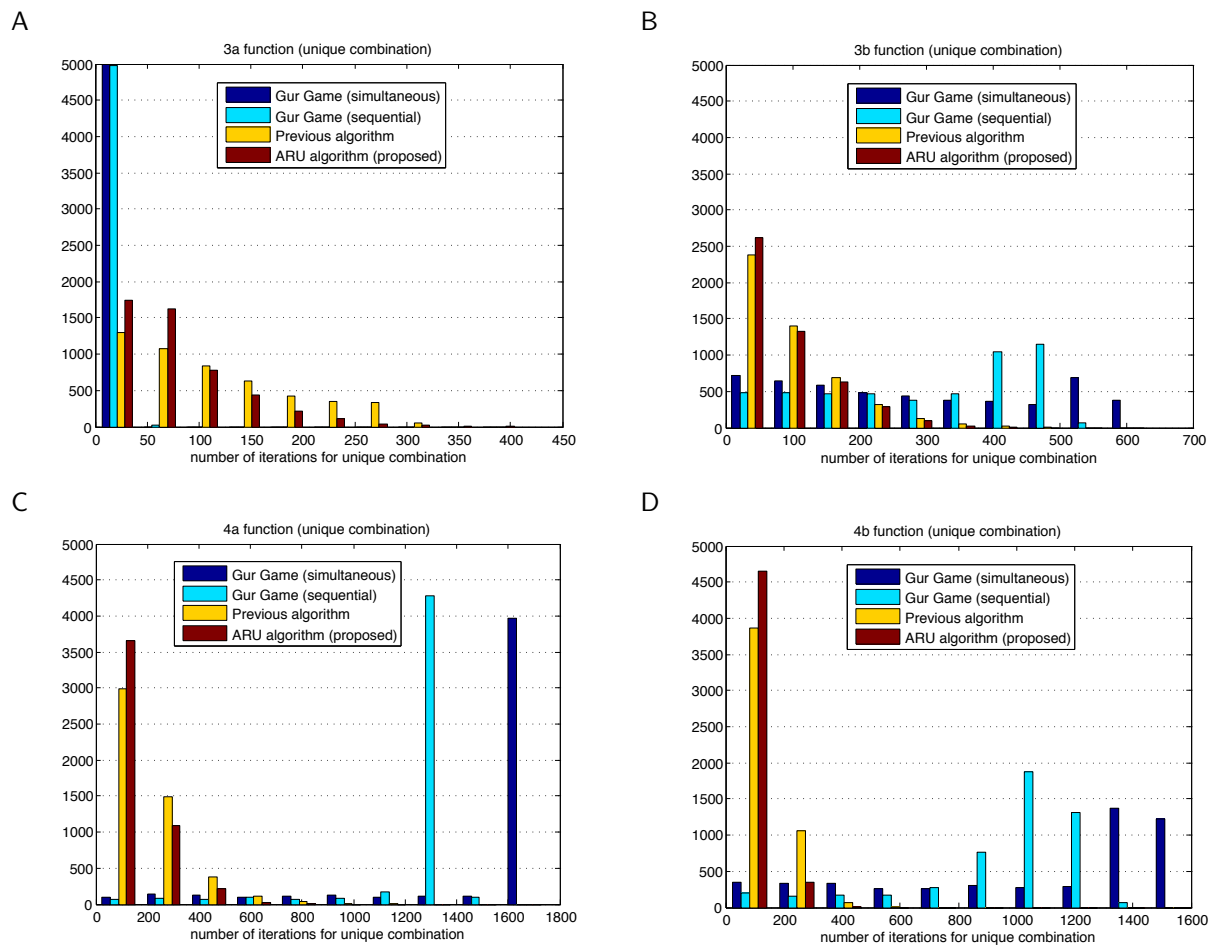 A
3a function (unique combination)
5000
4500
4000
3500
3000
2500
2000
1500
1000
500
0
Gur Game (simultaneous)
Gur Game (sequential)
Previous algorithm
ARU algorithm (proposed)
0 50 100 150 200 250 300 350 400 450
number of iterations for unique combination
B
3b function (unique combination)
5000
4500
4000
3500
3000
2500
2000
1500
1000
500
0
Gur Game (simultaneous)
Gur Game (sequential)
Previous algorithm
ARU algorithm (proposed)
0 100 200 300 400 500 600 700
number of iterations for unique combination
C
4a function (unique combination)
5000
4500
4000
3500
3000
2500
2000
1500
1000
500
0
Gur Game (simultaneous)
Gur Game (sequential)
Previous algorithm
ARU algorithm (proposed)
0 200 400 600 800 1000 1200 1400 1600 1800
number of iterations for unique combination
D
4b function (unique combination)
5000
4500
4000
3500
3000
2500
2000
1500
1000
500
0
Gur Game (simultaneous)
Gur Game (sequential)
Previous algorithm
ARU algorithm (proposed)
0 200 400 600 800 1000 1200 1400 1600
number of iterations for unique combination